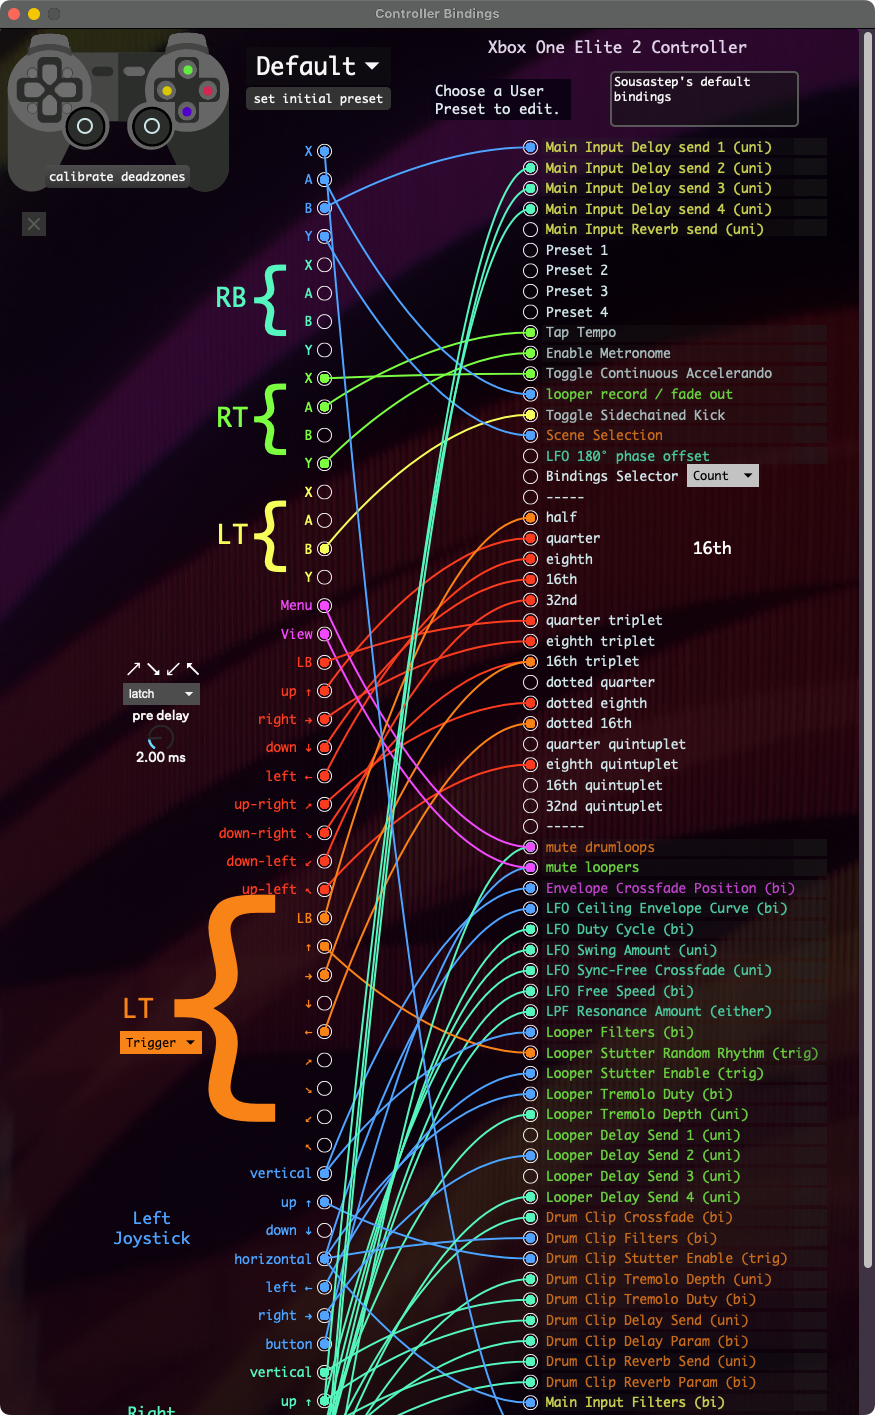 Controller Bindings
Xbox One Elite 2 Controller
Default
set initial preset
Choose a User
Preset to edit.
Sousastep's default
bindings
calibrate deadzones
X
A
B
Y
RB
X
A
B
Y
RT
X
A
B
Y
LT
X
A
B
Y
Menu
View
LB
up ↑
right →
down ↓
left ←
up-right ↗
down-right ↘
down-left ↙
up-left ↖
↗ ↘ ↙ ↖
latch
pre delay
2.00 ms
LT
Trigger
LB
↑
→
↓
←
↗
↘
↙
↖
Left
Joystick
vertical
up ↑
down ↓
horizontal
left ←
right →
button
vertical
up ↑
Right
Main Input Delay send 1 (uni)
Main Input Delay send 2 (uni)
Main Input Delay send 3 (uni)
Main Input Delay send 4 (uni)
Main Input Reverb send (uni)
Preset 1
Preset 2
Preset 3
Preset 4
Tap Tempo
Enable Metronome
Toggle Continuous Accelerando
looper record / fade out
Toggle Sidechained Kick
Scene Selection
LFO 180° phase offset
Bindings Selector Count
-----
half
quarter
eighth
16th
16th
32nd
quarter triplet
eighth triplet
16th triplet
dotted quarter
dotted eighth
dotted 16th
quarter quintuplet
eighth quintuplet
16th quintuplet
32nd quintuplet
-----
mute drumloops
mute loopers
Envelope Crossfade Position (bi)
LFO Ceiling Envelope Curve (bi)
LFO Duty Cycle (bi)
LFO Swing Amount (uni)
LFO Sync-Free Crossfade (uni)
LFO Free Speed (bi)
LPF Resonance Amount (either)
Looper Filters (bi)
Looper Stutter Random Rhythm (trig)
Looper Stutter Enable (trig)
Looper Tremolo Duty (bi)
Looper Tremolo Depth (uni)
Looper Delay Send 1 (uni)
Looper Delay Send 2 (uni)
Looper Delay Send 3 (uni)
Looper Delay Send 4 (uni)
Drum Clip Crossfade (bi)
Drum Clip Filters (bi)
Drum Clip Stutter Enable (trig)
Drum Clip Tremolo Depth (uni)
Drum Clip Tremolo Duty (bi)
Drum Clip Delay Send (uni)
Drum Clip Delay Param (bi)
Drum Clip Reverb Send (uni)
Drum Clip Reverb Param (bi)
Main Input Filters (bi)